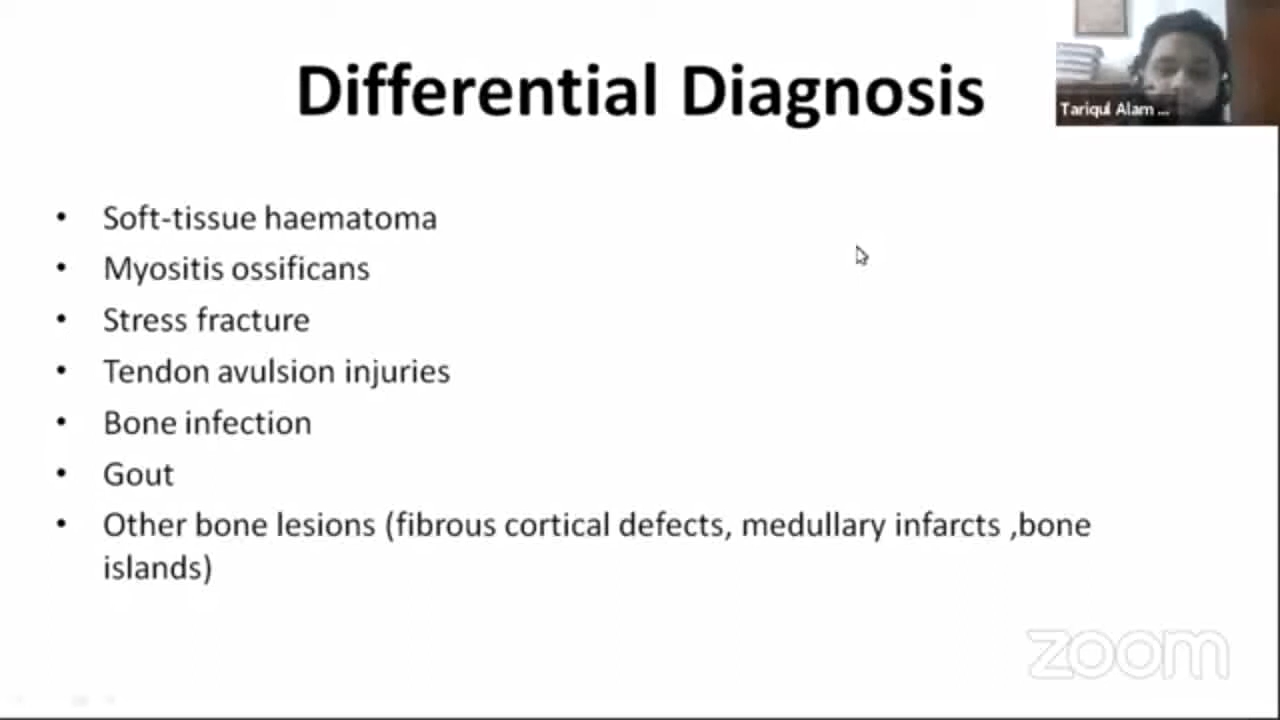 Differential Diagnosis
Tariqul Alam ...
• Soft-tissue haematoma
• Myositis ossificans
• Stress fracture
• Tendon avulsion injuries
• Bone infection
• Gout
• Other bone lesions (fibrous cortical defects, medullary infarcts ,bone
islands)
zoom